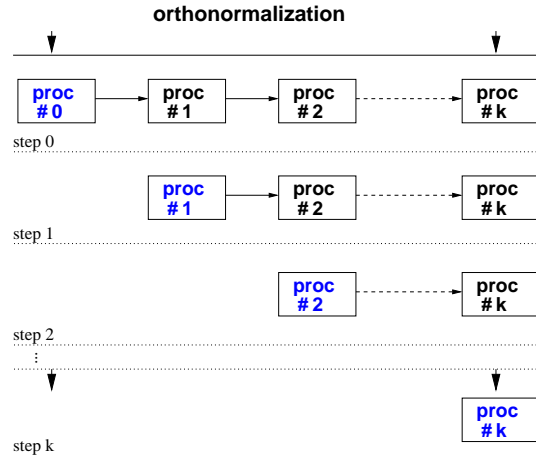 orthonormalization
proc proc proc proc
#0 #1 #2 #k
step 0
proc proc proc
#1 #2 #k
step 1
proc proc
#2 #k
step 2
⋮
proc
#k
step k